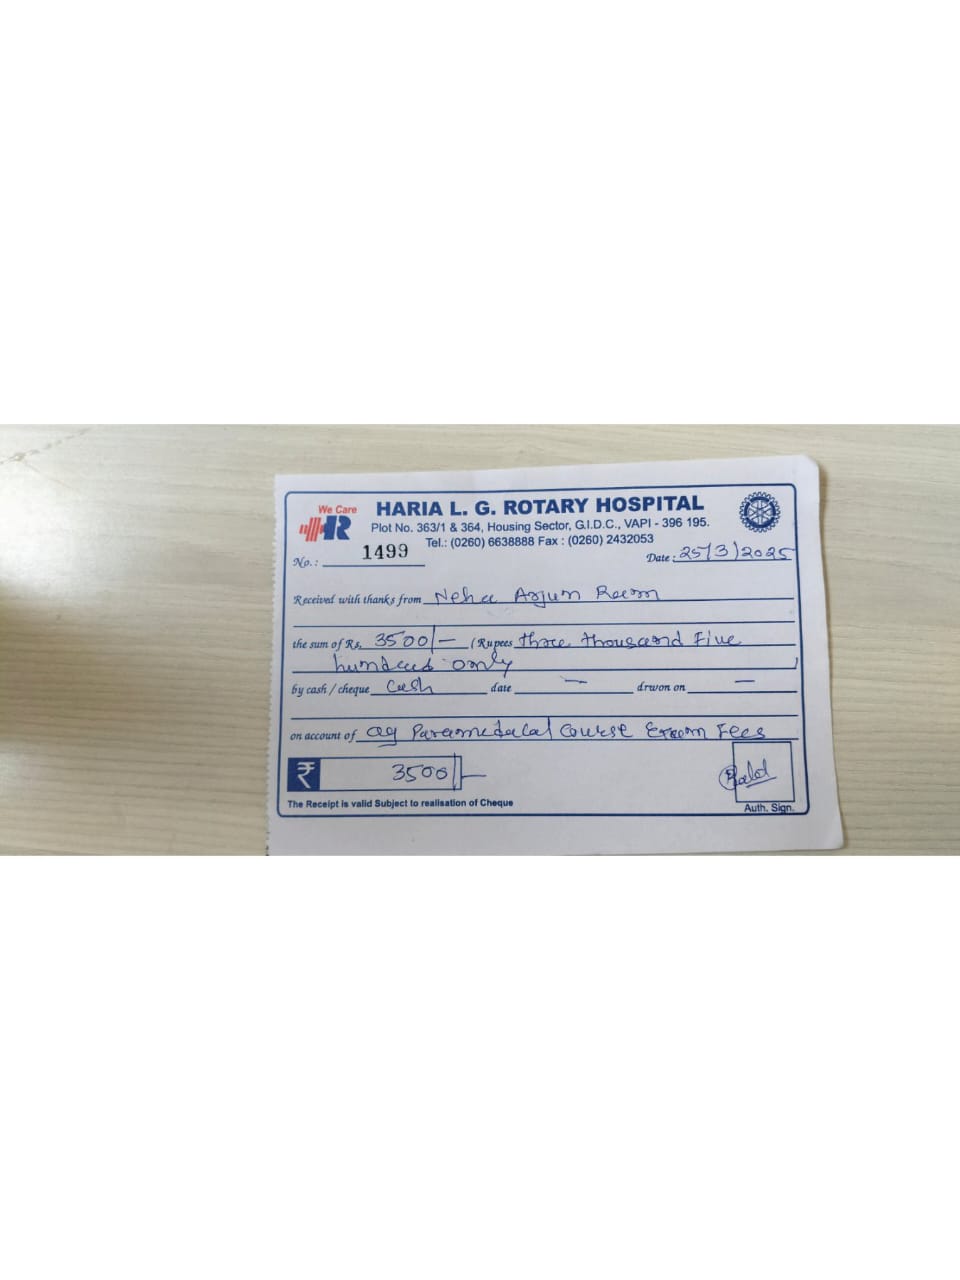 We Care
HARIA L. G. ROTARY HOSPITAL
Plot No. 363/1 & 364, Housing Sector, G.I.D.C., VAPI - 396 195.
Tel.: (0260) 6638888 Fax : (0260) 2432053
No. : 1499 Date : 25/3/2025
Received with thanks from Neha Arjun Ram
the sum of Rs. 3500/- (Rupees three thousand Five
hundred only )
by cash / cheque Cash date — drwon on —
on account of Paramedical Course Exam Fees
₹ 3500/-
The Receipt is valid Subject to realisation of Cheque
Auth. Sign.